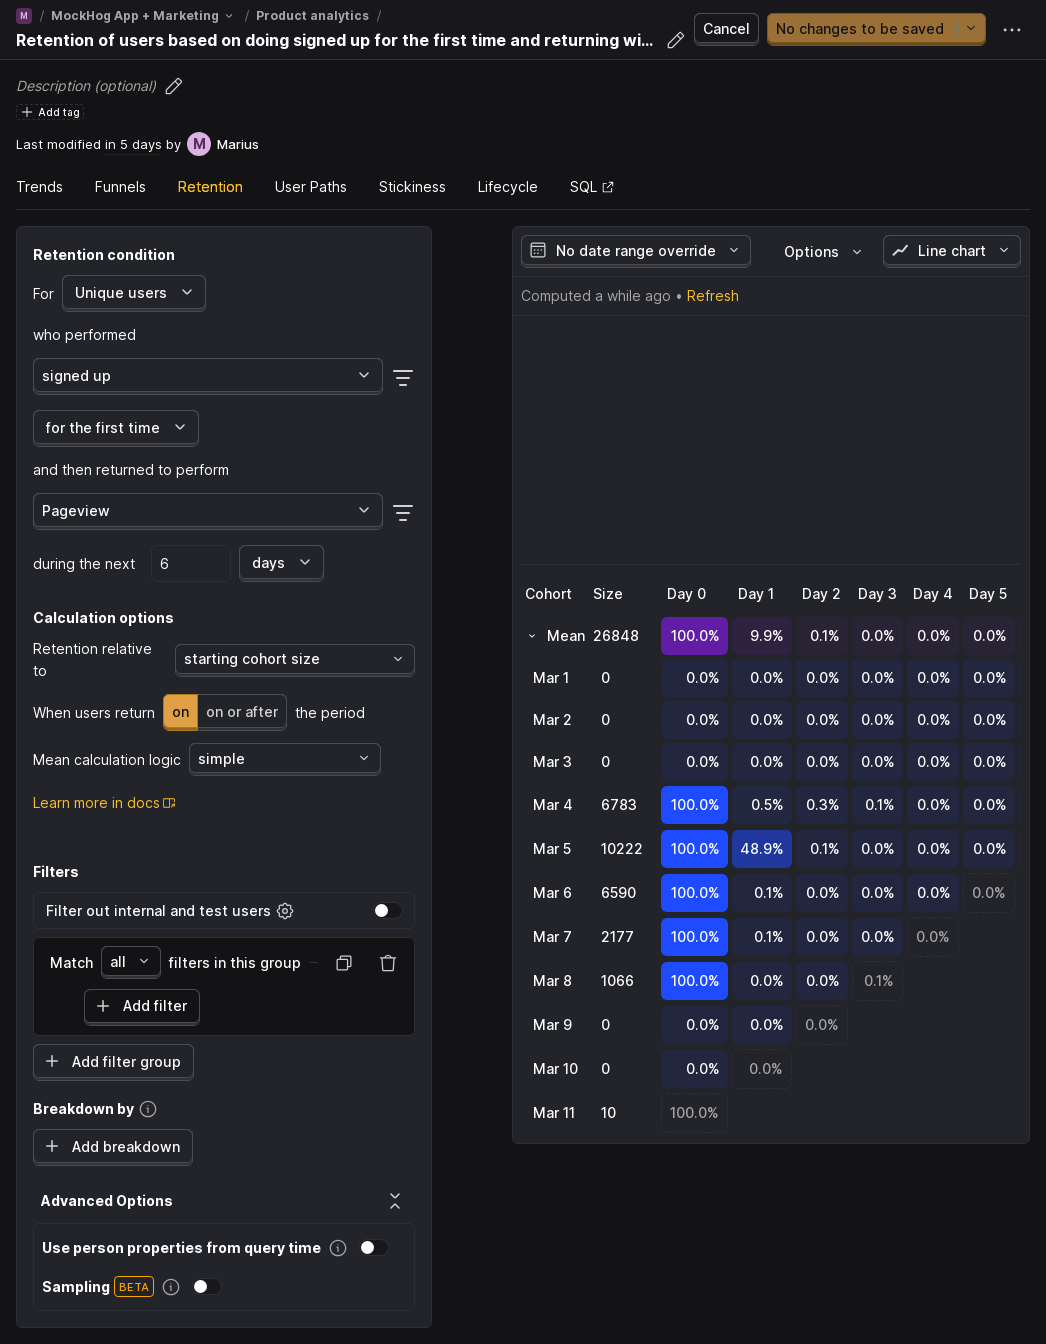 M / MockHog App + Marketing / Product analytics /
Retention of users based on doing signed up for the first time and returning wi...
Cancel
No changes to be saved
Description (optional)
Add tag
Last modified in 5 days by M Marius
Trends Funnels Retention User Paths Stickiness Lifecycle SQL
Retention condition
For Unique users
who performed
signed up
for the first time
and then returned to perform
Pageview
during the next 6 days
Calculation options
Retention relative to starting cohort size
When users return on on or after the period
Mean calculation logic simple
Learn more in docs
Filters
Filter out internal and test users
Match all filters in this group
Add filter
Add filter group
Breakdown by
Add breakdown
Advanced Options
Use person properties from query time
Sampling BETA
No date range override Options Line chart
Computed a while ago • Refresh
Cohort Size Day 0 Day 1 Day 2 Day 3 Day 4 Day 5
Mean 26848 100.0% 9.9% 0.1% 0.0% 0.0% 0.0%
Mar 1 0 0.0% 0.0% 0.0% 0.0% 0.0% 0.0%
Mar 2 0 0.0% 0.0% 0.0% 0.0% 0.0% 0.0%
Mar 3 0 0.0% 0.0% 0.0% 0.0% 0.0% 0.0%
Mar 4 6783 100.0% 0.5% 0.3% 0.1% 0.0% 0.0%
Mar 5 10222 100.0% 48.9% 0.1% 0.0% 0.0% 0.0%
Mar 6 6590 100.0% 0.1% 0.0% 0.0% 0.0% 0.0%
Mar 7 2177 100.0% 0.1% 0.0% 0.0% 0.0%
Mar 8 1066 100.0% 0.0% 0.0% 0.1%
Mar 9 0 0.0% 0.0% 0.0%
Mar 10 0 0.0% 0.0%
Mar 11 10 100.0%